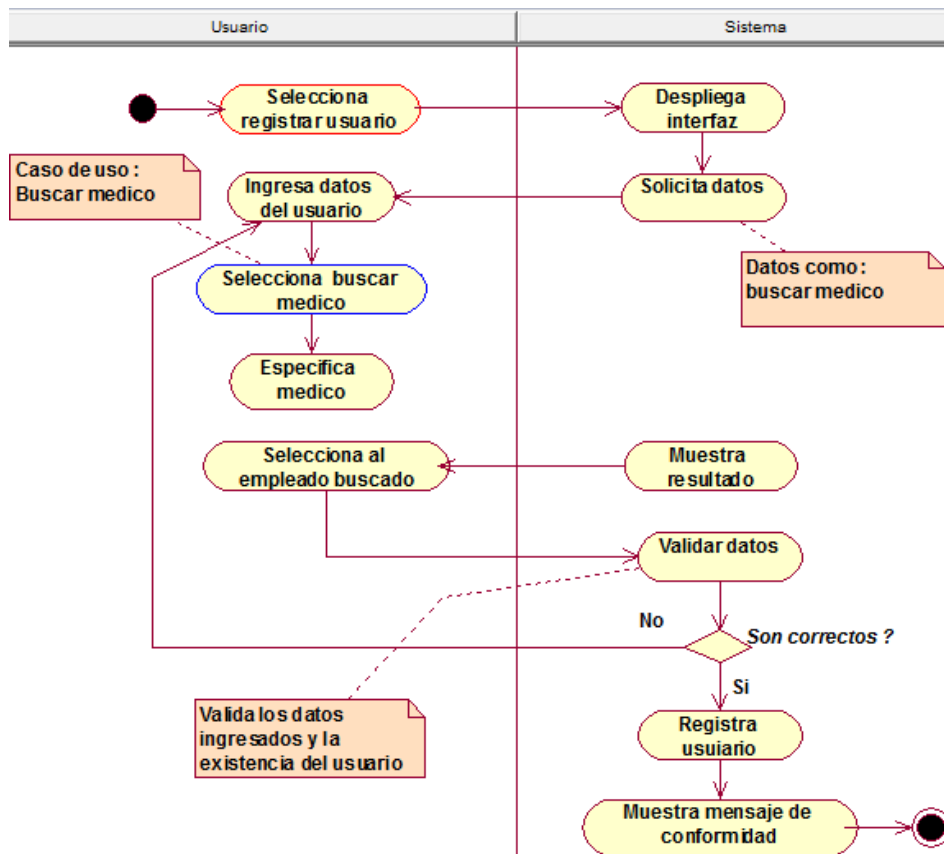 Usuario
Sistema
Selecciona
registrar usuario
Despliega
interfaz
Caso de uso :
Buscar medico
Ingresa datos
del usuario
Solicita datos
Selecciona buscar
medico
Datos como :
buscar medico
Especifica
medico
Selecciona al
empleado buscado
Muestra
resultado
Validar datos
No
Son correctos ?
Si
Valida los datos
ingresados y la
existencia del usuario
Registra
usuiario
Muestra mensaje de
conformidad